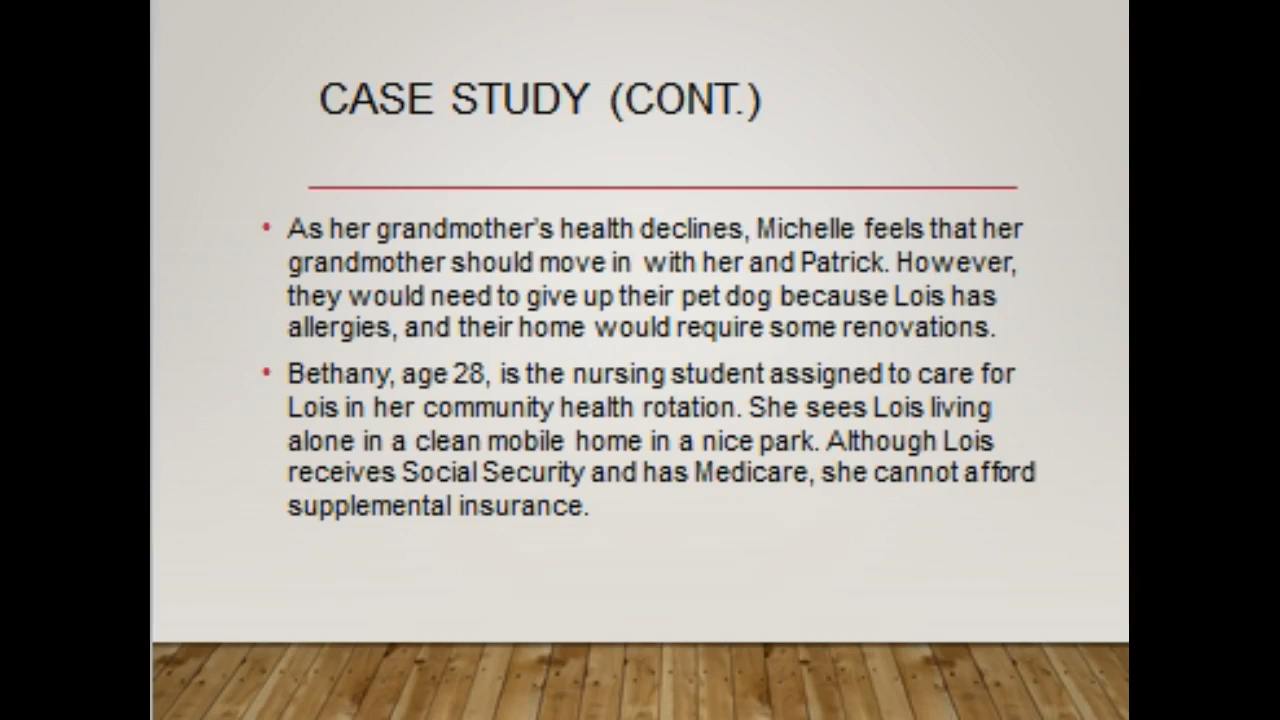 CASE STUDY (CONT.)
• As her grandmother's health declines, Michelle feels that her
grandmother should move in with her and Patrick. However,
they would need to give up their pet dog because Lois has
allergies, and their home would require some renovations.
• Bethany, age 28, is the nursing student assigned to care for
Lois in her community health rotation. She sees Lois living
alone in a clean mobile home in a nice park. Although Lois
receives Social Security and has Medicare, she cannot afford
supplemental insurance.